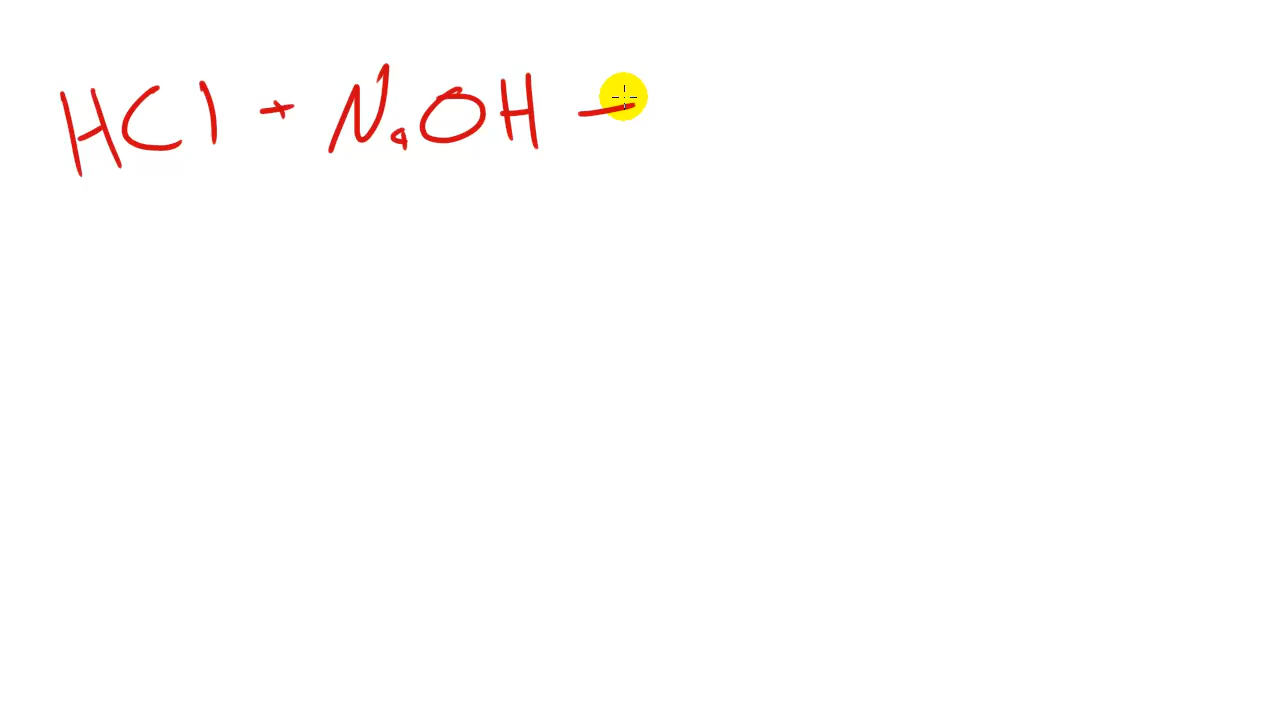 HCl + NaOH —